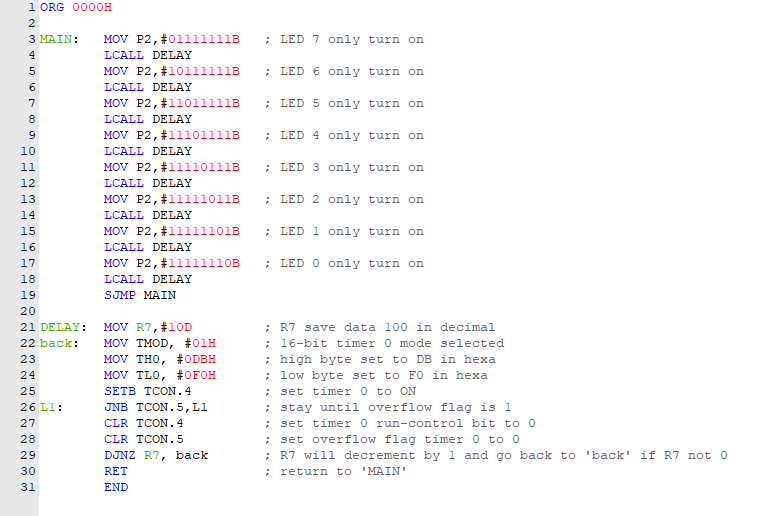 1 ORG 0000H
2
3 MAIN: MOV P2,#01111111B ; LED 7 only turn on
4 LCALL DELAY
5 MOV P2,#10111111B ; LED 6 only turn on
6 LCALL DELAY
7 MOV P2,#11011111B ; LED 5 only turn on
8 LCALL DELAY
9 MOV P2,#11101111B ; LED 4 only turn on
10 LCALL DELAY
11 MOV P2,#11110111B ; LED 3 only turn on
12 LCALL DELAY
13 MOV P2,#11111011B ; LED 2 only turn on
14 LCALL DELAY
15 MOV P2,#11111101B ; LED 1 only turn on
16 LCALL DELAY
17 MOV P2,#11111110B ; LED 0 only turn on
18 LCALL DELAY
19 SJMP MAIN
20
21 DELAY: MOV R7,#10D ; R7 save data 100 in decimal
22 back: MOV TMOD, #01H ; 16-bit timer 0 mode selected
23 MOV TH0, #0DBH ; high byte set to DB in hexa
24 MOV TL0, #0F0H ; low byte set to F0 in hexa
25 SETB TCON.4 ; set timer 0 to ON
26 L1: JNB TCON.5,L1 ; stay until overflow flag is 1
27 CLR TCON.4 ; set timer 0 run-control bit to 0
28 CLR TCON.5 ; set overflow flag timer 0 to 0
29 DJNZ R7, back ; R7 will decrement by 1 and go back to 'back' if R7 not 0
30 RET ; return to 'MAIN'
31 END